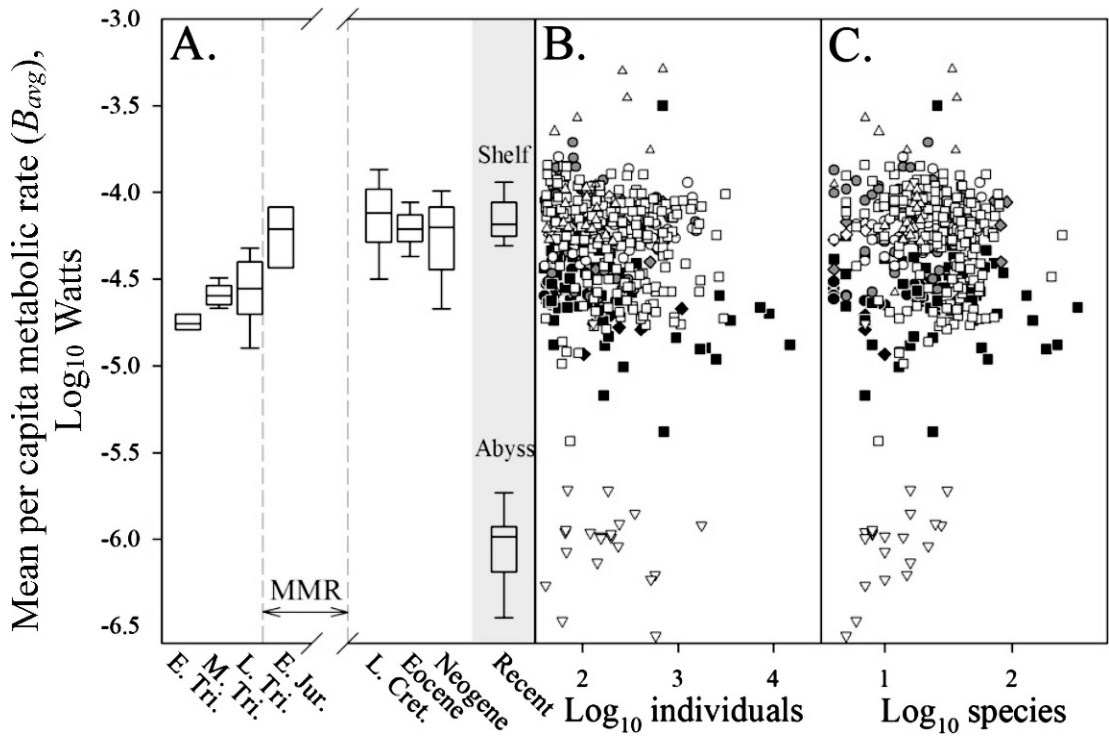 Mean per capita metabolic rate (Bavg),
Log10 Watts
-3.0
-3.5
-4.0
-4.5
-5.0
-5.5
-6.0
-6.5
A.
B.
C.
Shelf
Abyss
MMR
E. Tri.
M. Tri.
L. Tri.
E. Jur.
L. Cret.
Eocene
Neogene
Recent
2
3
4
1
2
Log10 individuals
Log10 species